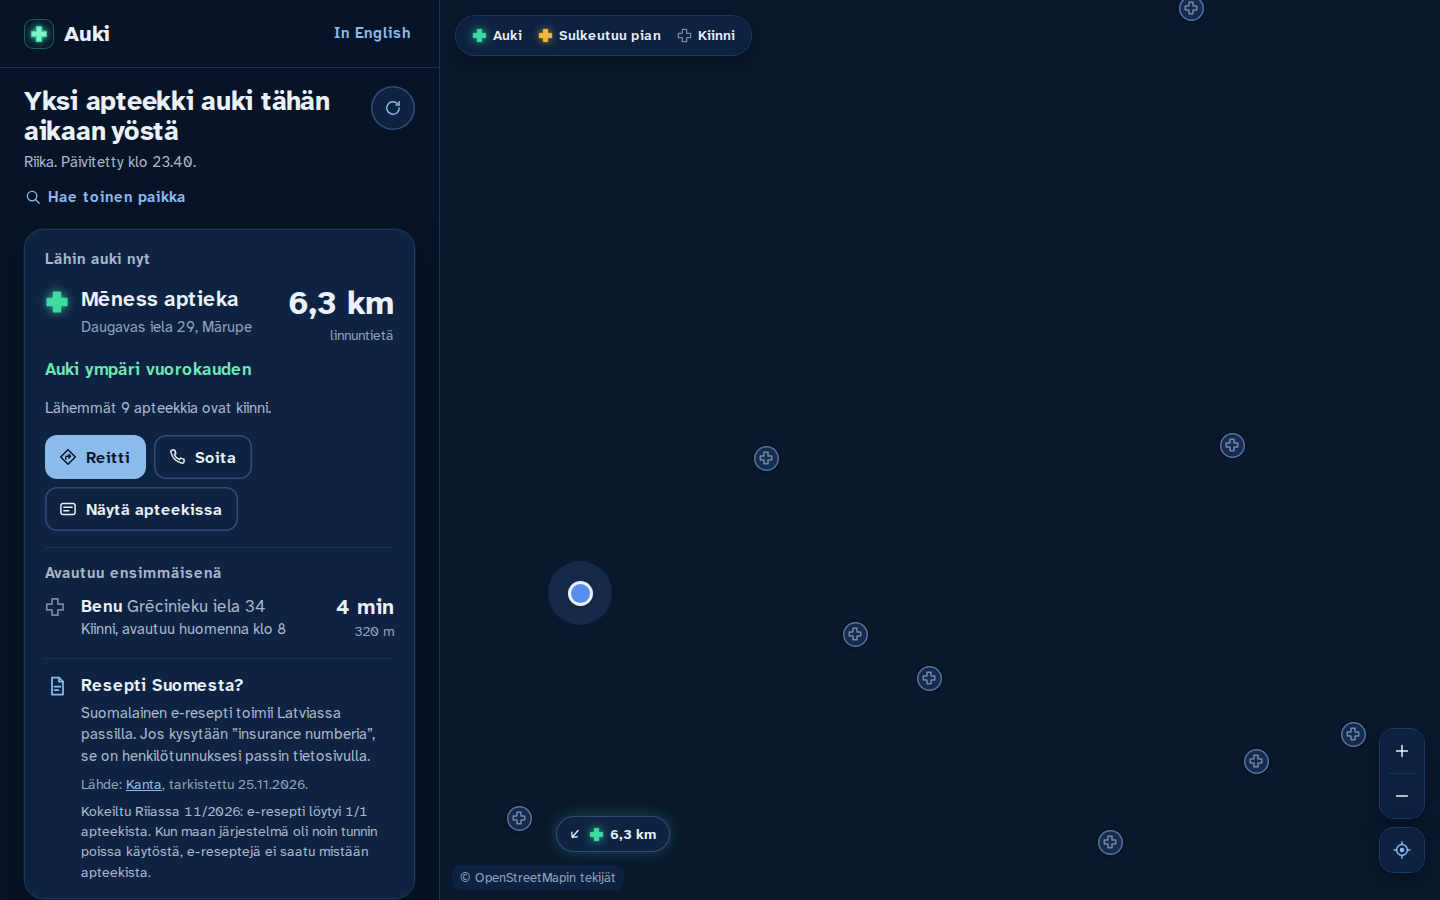 Auki
In English
Yksi apteekki auki tähän
aikaan yöstä
Riika. Päivitetty klo 23.40.
Hae toinen paikka
Lähin auki nyt
Mēness aptieka
6,3 km
Daugavas iela 29, Mārupe
linnuntietä
Auki ympäri vuorokauden
Lähemmät 9 apteekkia ovat kiinni.
Reitti
Soita
Näytä apteekissa
Avautuu ensimmäisenä
Benu Grēcinieku iela 34
4 min
Kiinni, avautuu huomenna klo 8
320 m
Resepti Suomesta?
Suomalainen e-resepti toimii Latviassa
passilla. Jos kysytään ”insurance numberia”,
se on henkilötunnuksesi passin tietosivulla.
Lähde: Kanta, tarkistettu 25.11.2026.
Kokeiltu Riiassa 11/2026: e-resepti löytyi 1/1
apteekista. Kun maan järjestelmä oli noin tunnin
poissa käytöstä, e-reseptejä ei saatu mistään
apteekista.
Auki
Sulkeutuu pian
Kiinni
6,3 km
© OpenStreetMapin tekijät